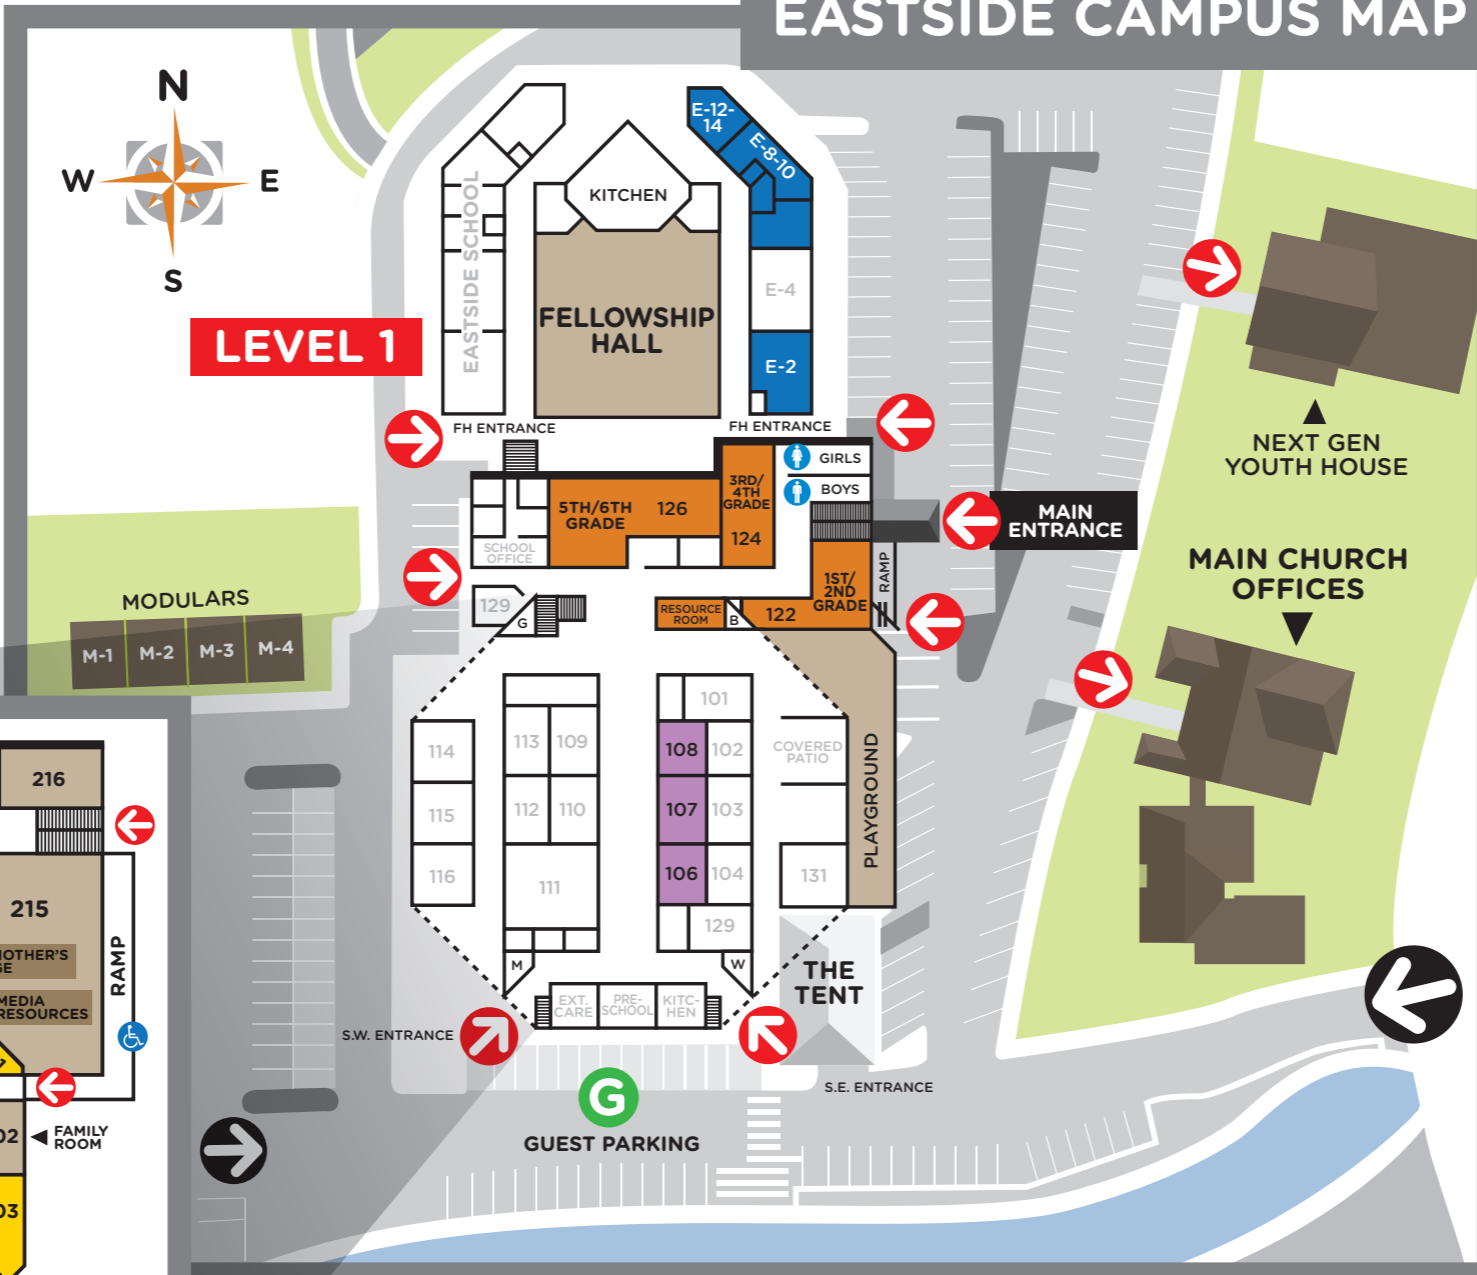 EASTSIDE CAMPUS MAP
N
W
E
S
LEVEL 1
EASTSIDE SCHOOL
KITCHEN
FELLOWSHIP
HALL
E-12-
14
E-8-10
E-4
E-2
FH ENTRANCE
FH ENTRANCE
GIRLS
BOYS
5TH/6TH
GRADE
126
3RD/
4TH
GRADE
124
SCHOOL
OFFICE
MAIN
ENTRANCE
RAMP
1ST/
2ND
GRADE
122
RESOURCE
ROOM
B
129
G
NEXT GEN
YOUTH HOUSE
MAIN CHURCH
OFFICES
MODULARS
M-1
M-2
M-3
M-4
114
115
116
113
109
112
110
111
M
101
108
102
107
103
106
104
129
W
COVERED
PATIO
131
PLAYGROUND
THE
TENT
EXT.
CARE
PRE-
SCHOOL
KITC-
HEN
S.W. ENTRANCE
S.E. ENTRANCE
G
GUEST PARKING
216
215
OTHER'S
GE
MEDIA
RESOURCES
RAMP
FAMILY
ROOM
02
03